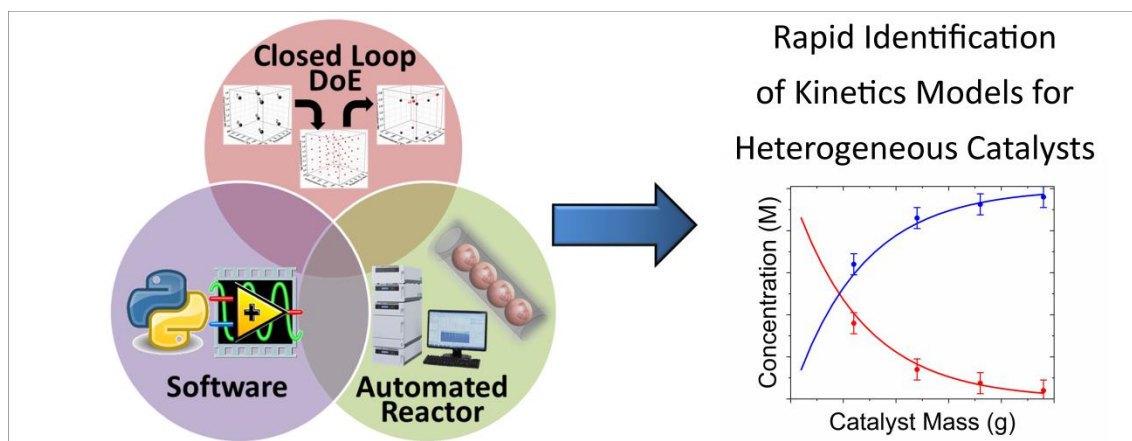 Closed Loop
DoE
Software
Automated
Reactor
Rapid Identification
of Kinetics Models for
Heterogeneous Catalysts
Concentration (M)
Catalyst Mass (g)